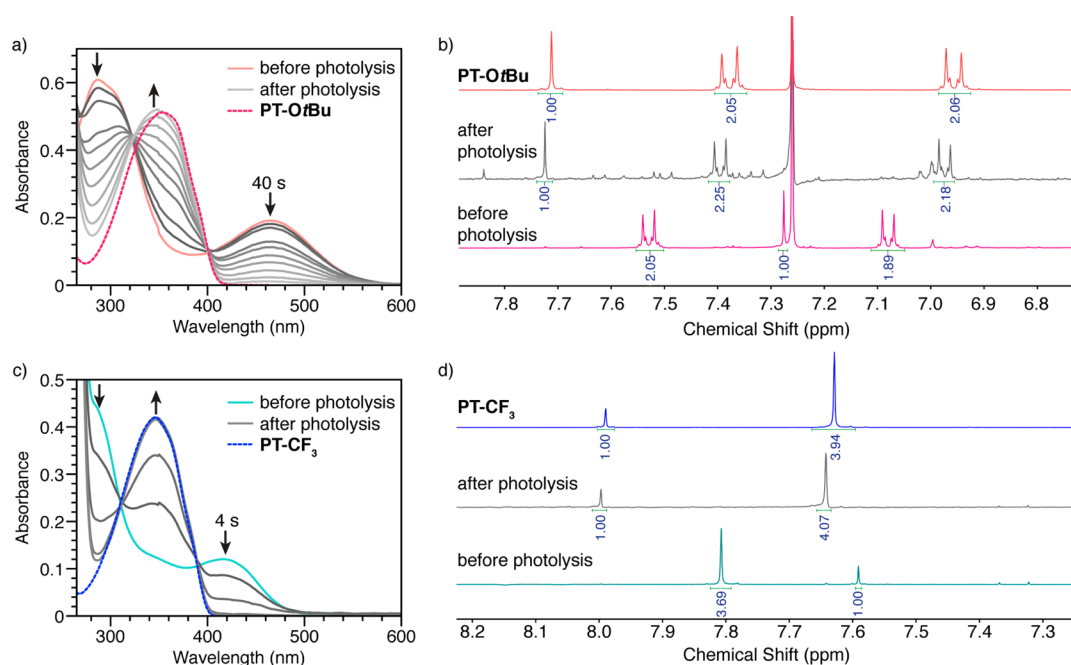 a)
before photolysis
after photolysis
PT-OtBu
40 s
0.6
0.4
0.2
0
Absorbance
300
400
500
600
Wavelength (nm)
b)
PT-OtBu
1.00
2.05
2.06
after
photolysis
1.00
2.25
2.18
before
photolysis
2.05
1.00
1.89
7.8
7.7
7.6
7.5
7.4
7.3
7.2
7.1
7.0
6.9
6.8
Chemical Shift (ppm)
c)
before photolysis
after photolysis
PT-CF3
4 s
0.5
0.4
0.3
0.2
0.1
0
Absorbance
300
400
500
600
Wavelength (nm)
d)
PT-CF3
1.00
3.94
after photolysis
1.00
4.07
before photolysis
3.69
1.00
8.2
8.1
8.0
7.9
7.8
7.7
7.6
7.5
7.4
7.3
Chemical Shift (ppm)